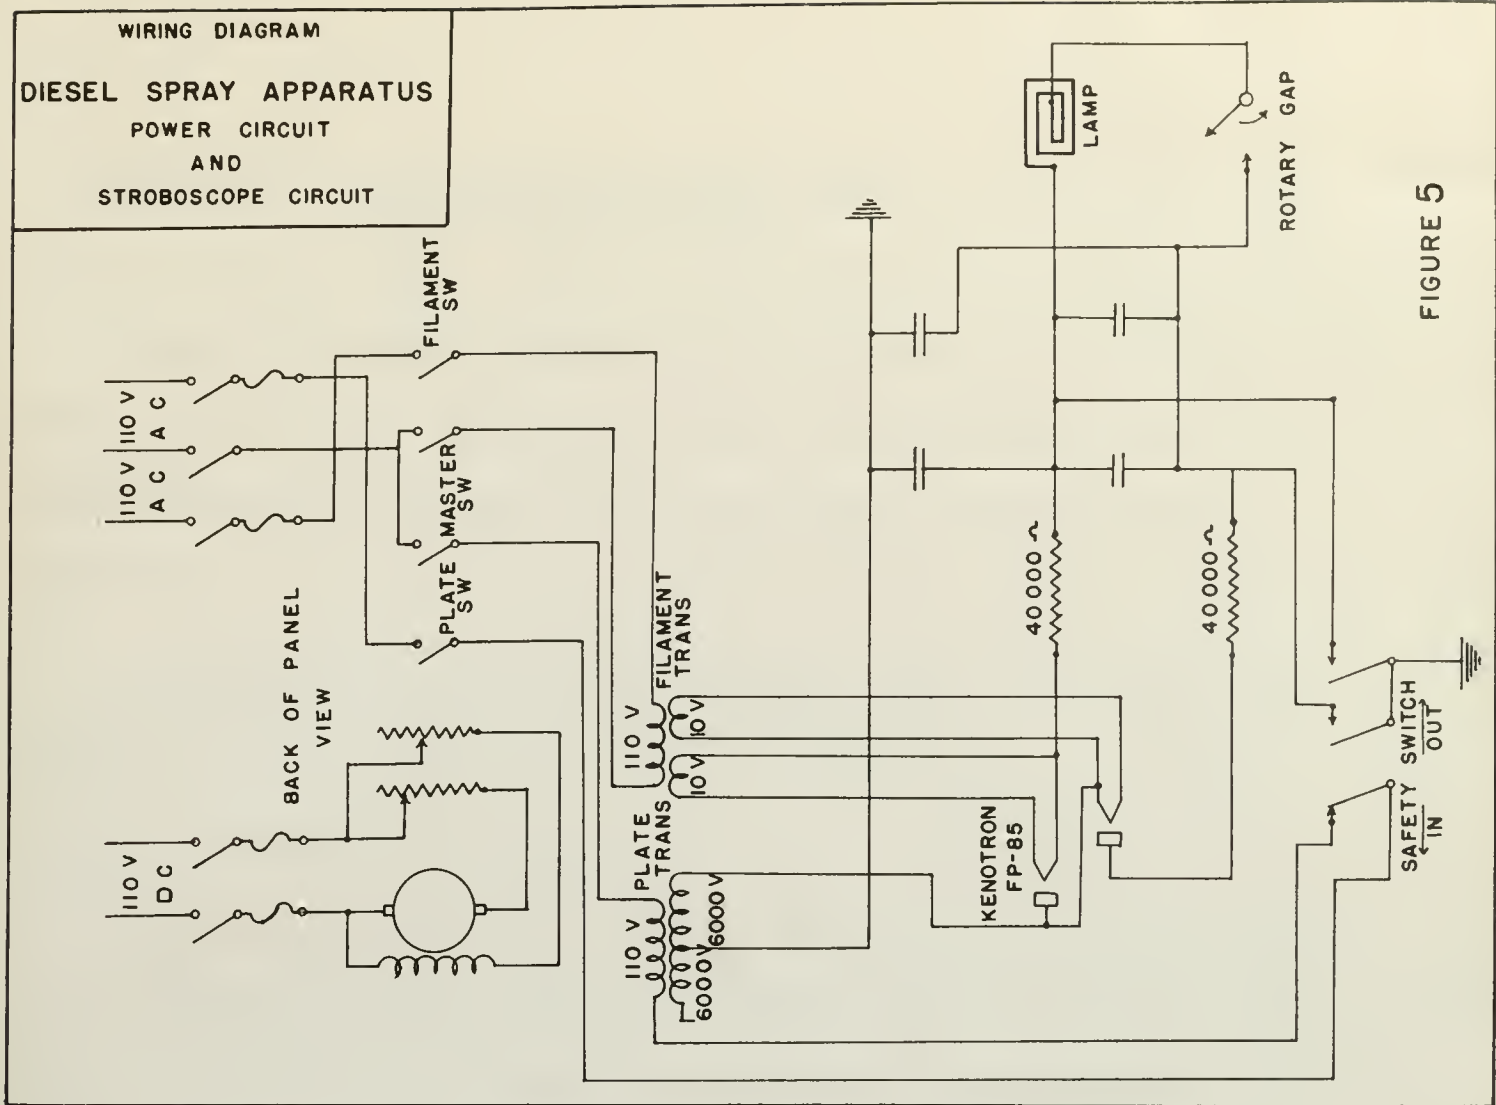 WIRING DIAGRAM
DIESEL SPRAY APPARATUS
POWER CIRCUIT
AND
STROBOSCOPE CIRCUIT
110 V
A C
110 V
A C
FILAMENT
SW
MASTER
SW
PLATE
SW
BACK OF PANEL
VIEW
110 V
DC
FILAMENT
TRANS
110 V
10 V
10 V
PLATE
TRANS
110 V
6000 V
6000 V
KENOTRON
FP-85
40000 ~
40000 ~
LAMP
ROTARY GAP
SAFETY SWITCH
IN
OUT
FIGURE 5